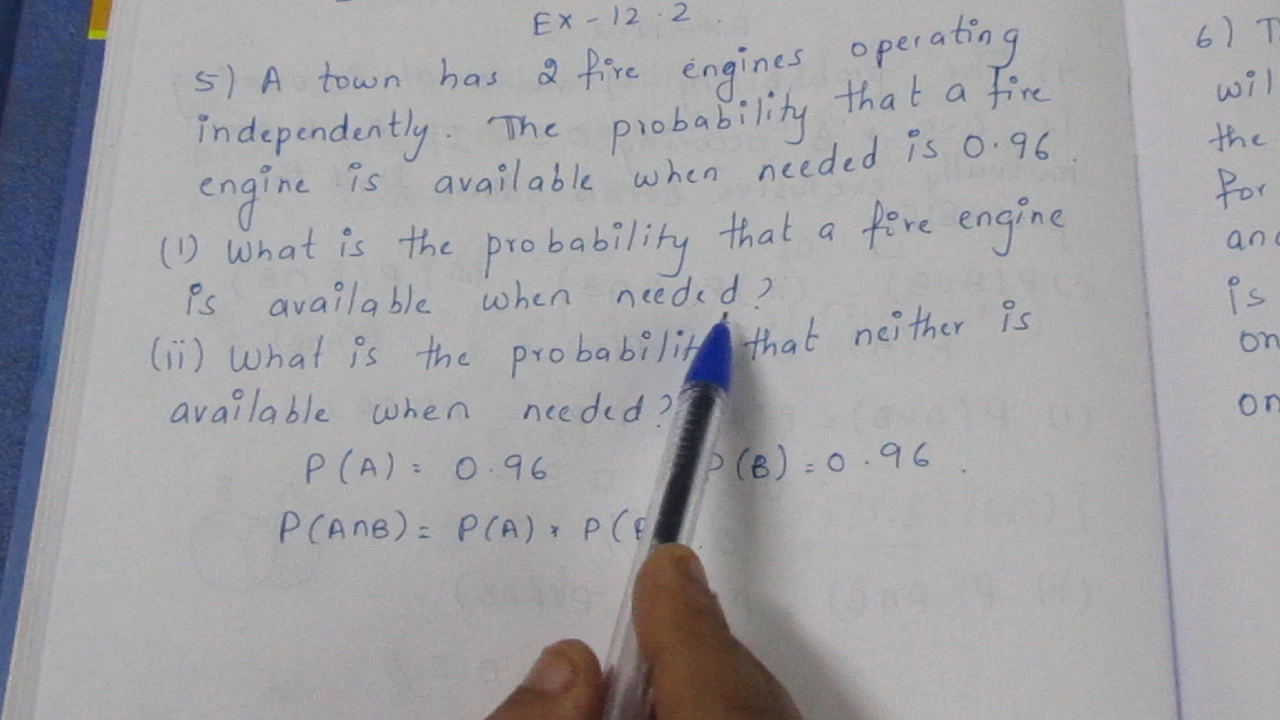 Ex - 12.2
5) A town has 2 fire engines operating
independently. The probability that a fire
engine is available when needed is 0.96.
(i) What is the probability that a fire engine
is available when needed?
(ii) What is the that neither is
available when needed?
P(A) = 0.96 P(B) = 0.96.
P(A∩B) = P(A) × P(
6) T
wil
the
for
an
is
on
on